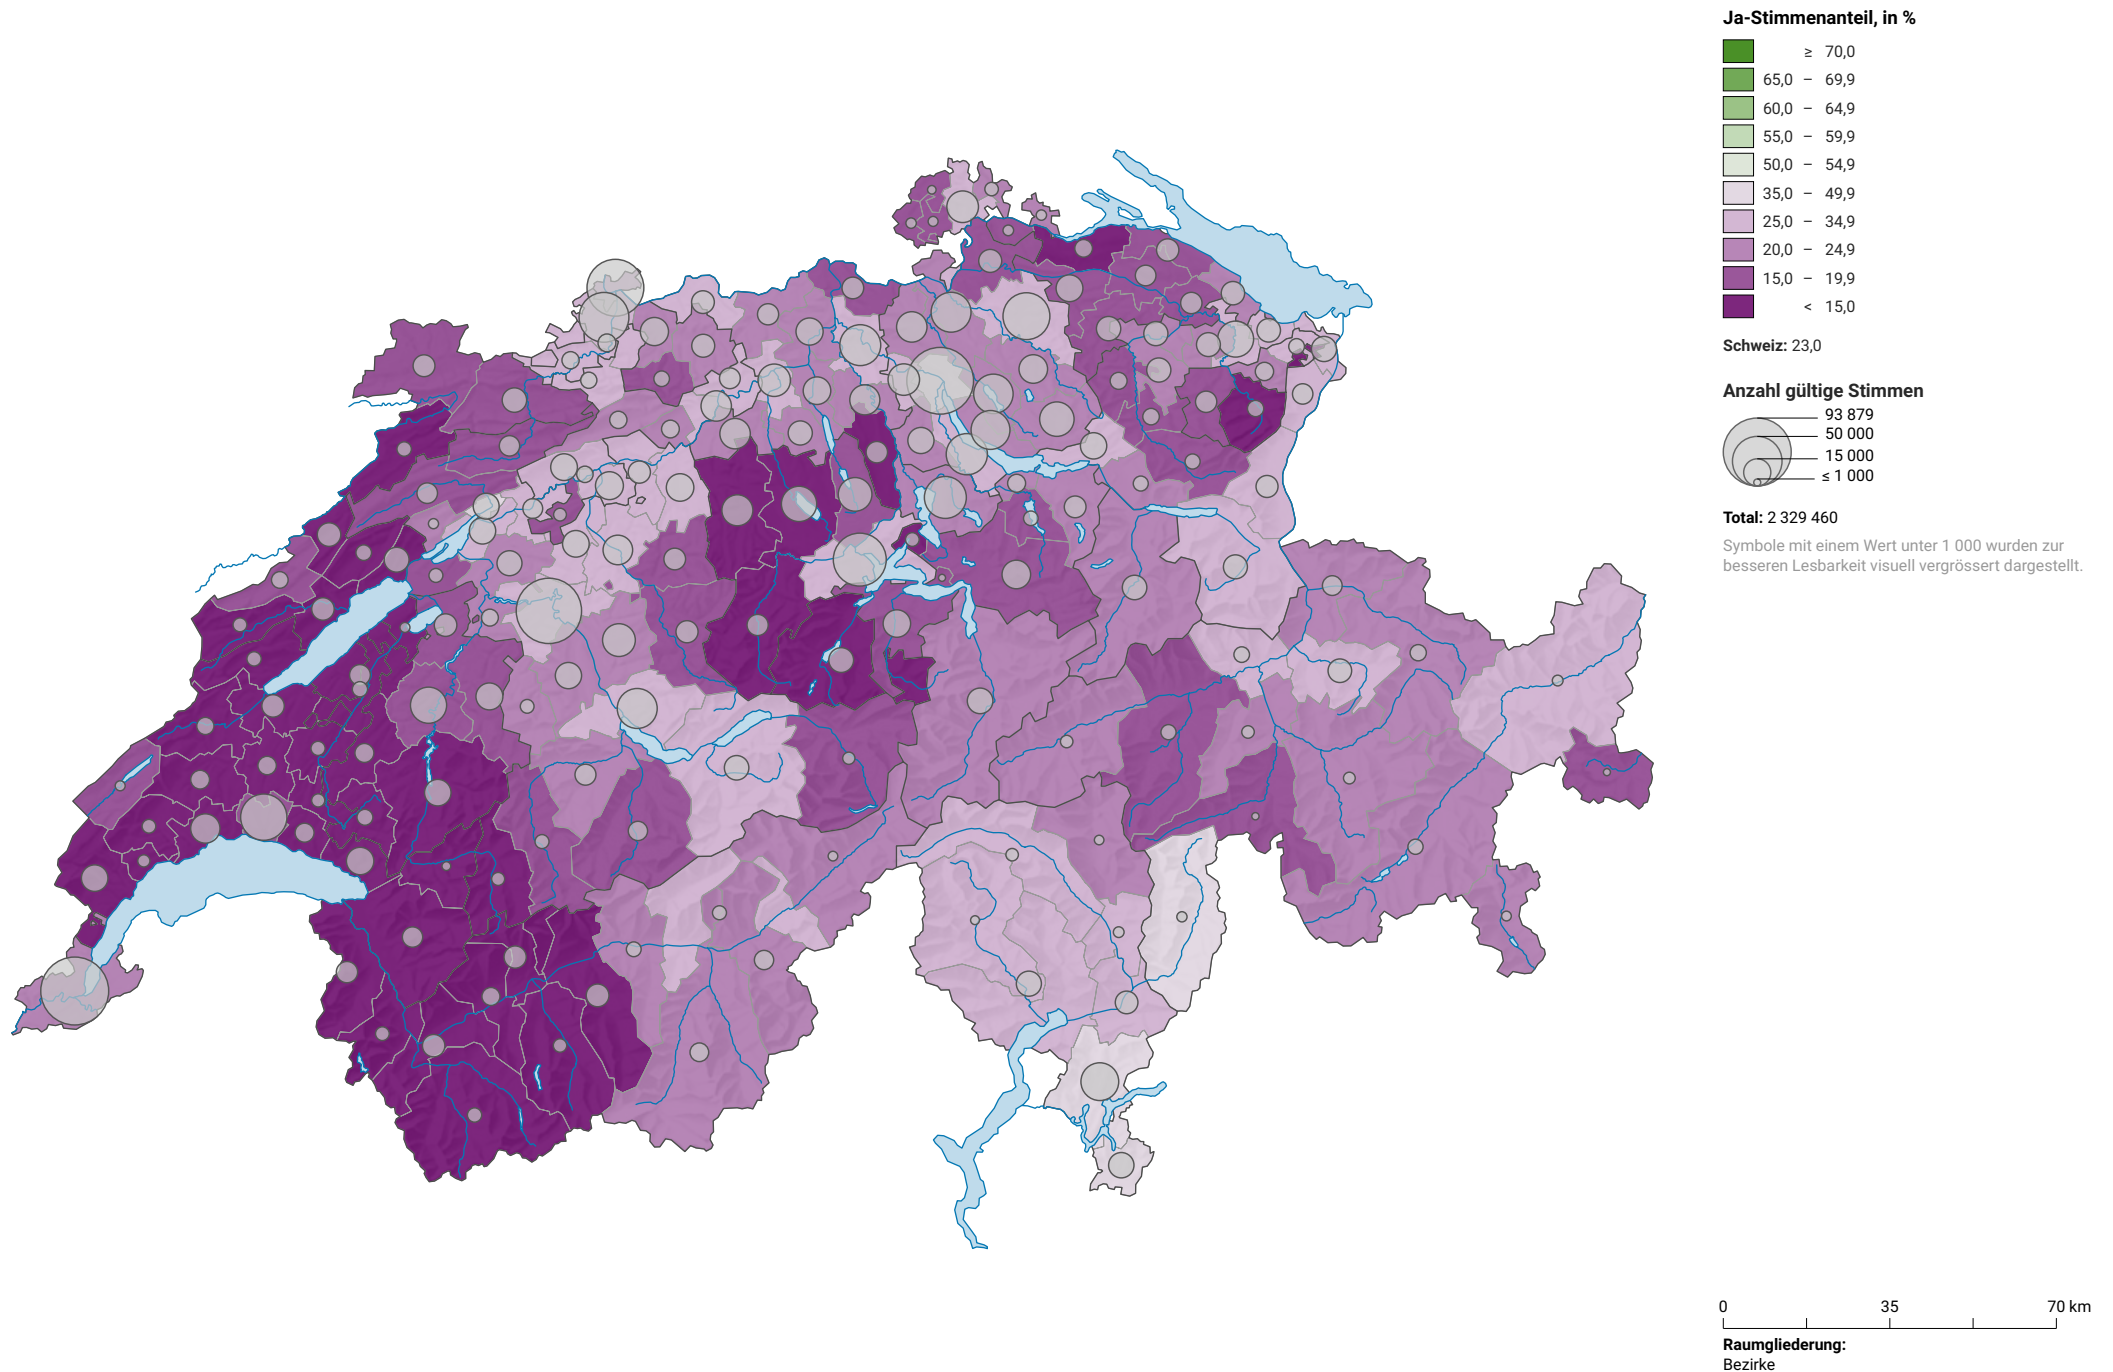 Ja-Stimmenanteil, in %
≥ 70,0
65,0 – 69,9
60,0 – 64,9
55,0 – 59,9
50,0 – 54,9
35,0 – 49,9
25,0 – 34,9
20,0 – 24,9
15,0 – 19,9
< 15,0
Schweiz: 23,0
Anzahl gültige Stimmen
93 879
50 000
15 000
≤ 1 000
Total: 2 329 460
Symbole mit einem Wert unter 1 000 wurden zur
besseren Lesbarkeit visuell vergrössert dargestellt.
0 35 70 km
Raumgliederung:
Bezirke